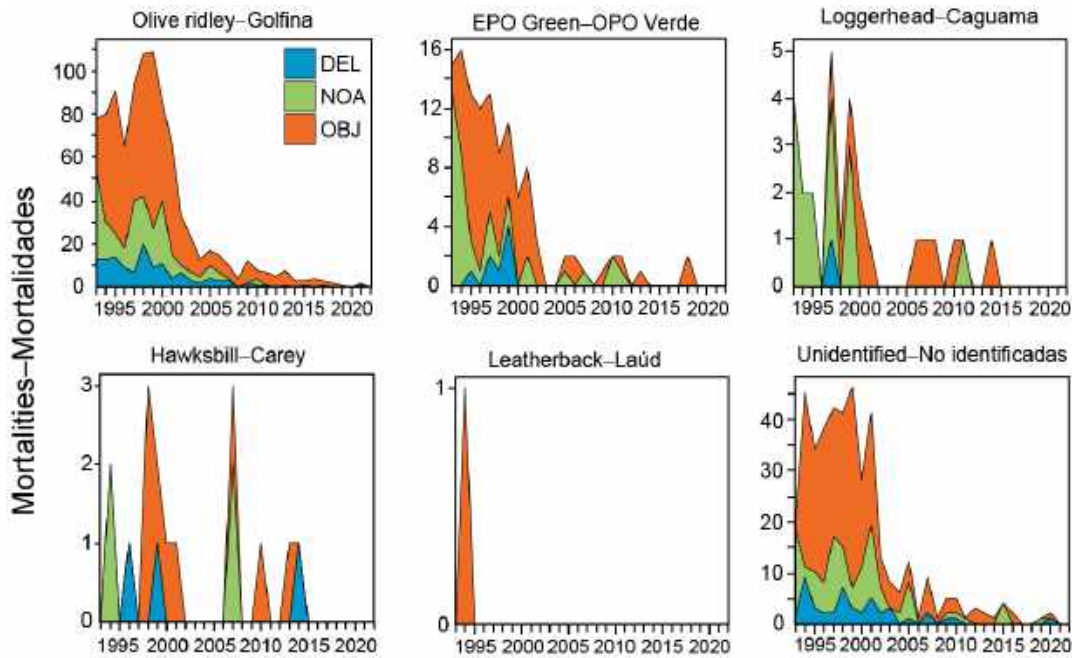 Mortalities–Mortalidades
Olive ridley–Golfina
100
80
60
40
20
0
DEL
NOA
OBJ
1995 2000 2005 2010 2015 2020
EPO Green–OPO Verde
16
12
8
4
0
1995 2000 2005 2010 2015 2020
Loggerhead–Caguama
5
4
3
2
1
0
1995 2000 2005 2010 2015 2020
Hawksbill–Carey
3
2
1
0
1995 2000 2005 2010 2015 2020
Leatherback–Laúd
1
0
1995 2000 2005 2010 2015 2020
Unidentified–No identificadas
40
30
20
10
0
1995 2000 2005 2010 2015 2020